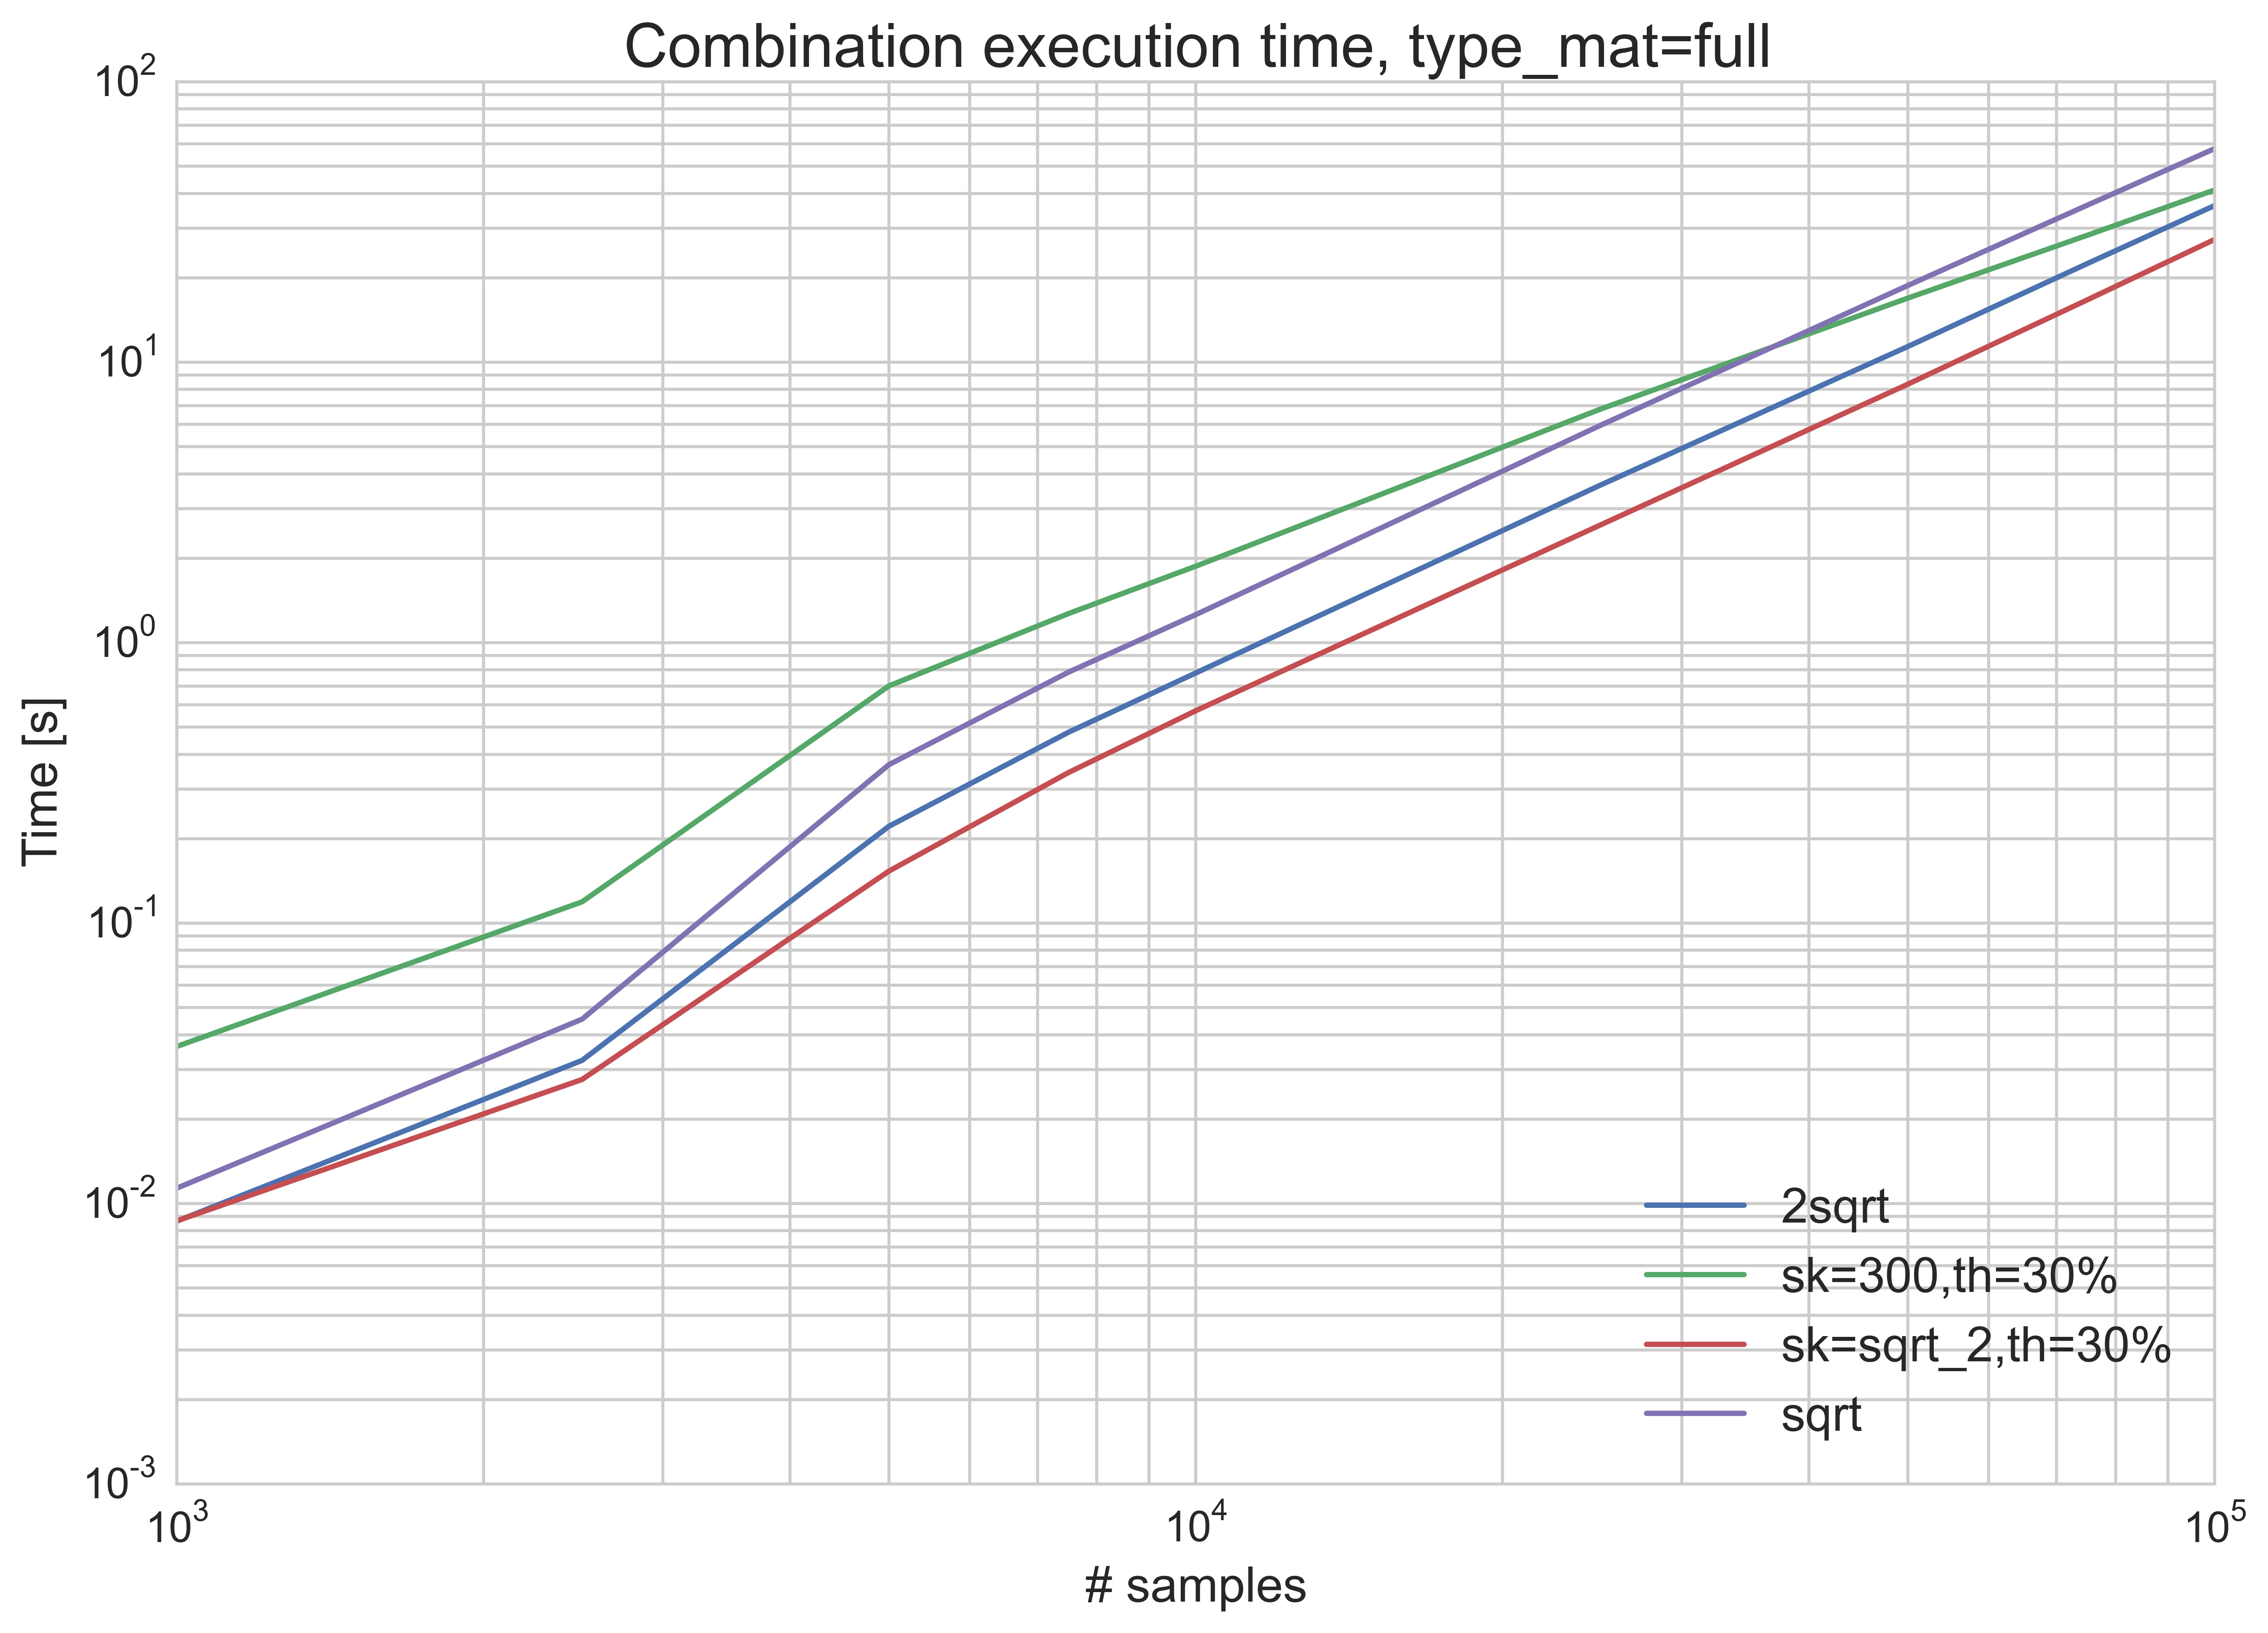 Combination execution time, type_mat=full
10^2
10^1
10^0
10^-1
10^-2
10^-3
Time [s]
2sqrt
sk=300,th=30%
sk=sqrt_2,th=30%
sqrt
10^3 10^4 10^5
# samples